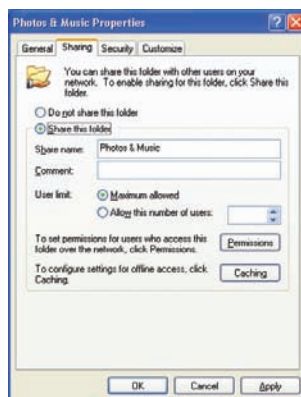 Photos & Music Properties
General Sharing Security Customize
You can share this folder with other users on your
network. To enable sharing for this folder, click Share this
folder.
Do not share this folder
Share this folder
Share name: Photos & Music
Comment:
User limit: Maximum allowed
Allow this number of users:
To set permissions for users who access this
folder over the network, click Permissions.
Permissions
To configure settings for offline access, click
Caching.
Caching
OK Cancel Apply